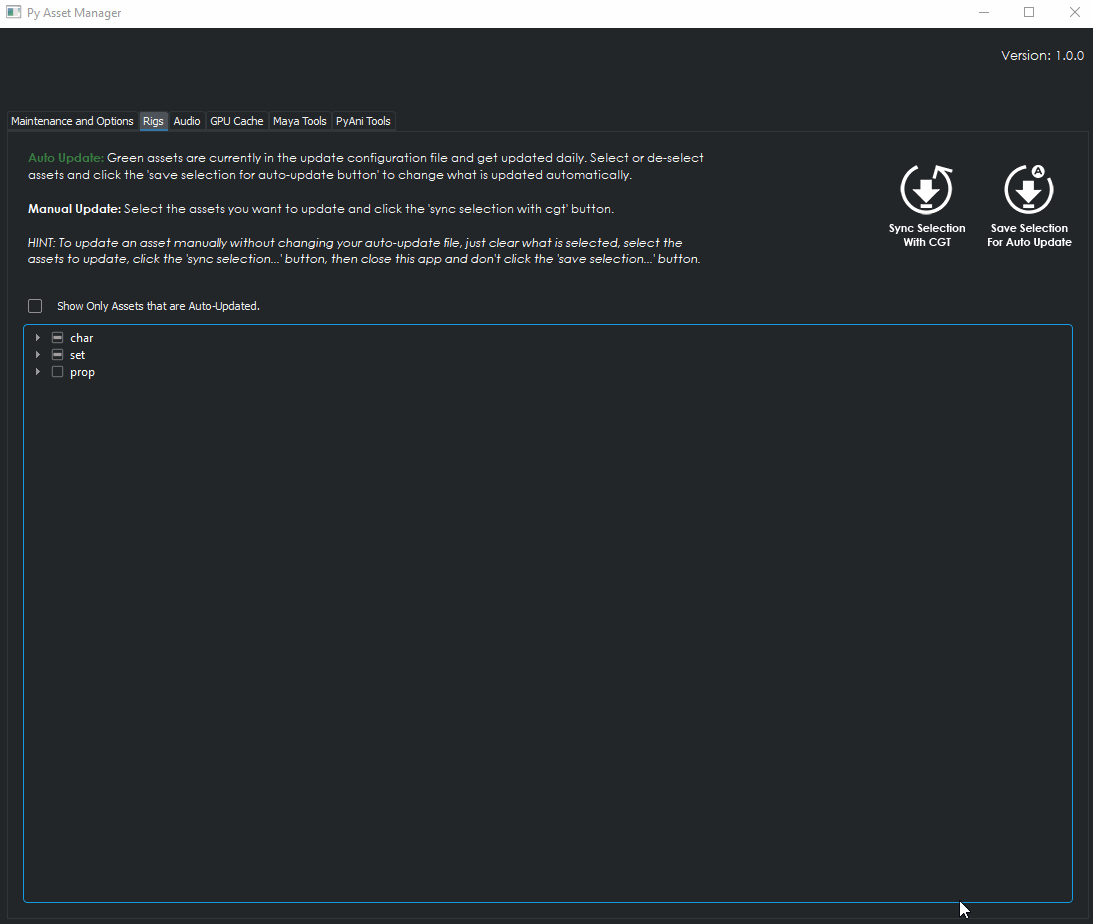 Py Asset Manager
Version: 1.0.0
Maintenance and Options Rigs Audio GPU Cache Maya Tools PyAni Tools
Auto Update: Green assets are currently in the update configuration file and get updated daily. Select or de-select
assets and click the 'save selection for auto-update button' to change what is updated automatically.
Manual Update: Select the assets you want to update and click the 'sync selection with cgt' button.
HINT: To update an asset manually without changing your auto-update file, just clear what is selected, select the
assets to update, click the 'sync selection...' button, then close this app and don't click the 'save selection...' button.
A
Sync Selection
With CGT
Save Selection
For Auto Update
Show Only Assets that are Auto-Updated.
char
set
prop